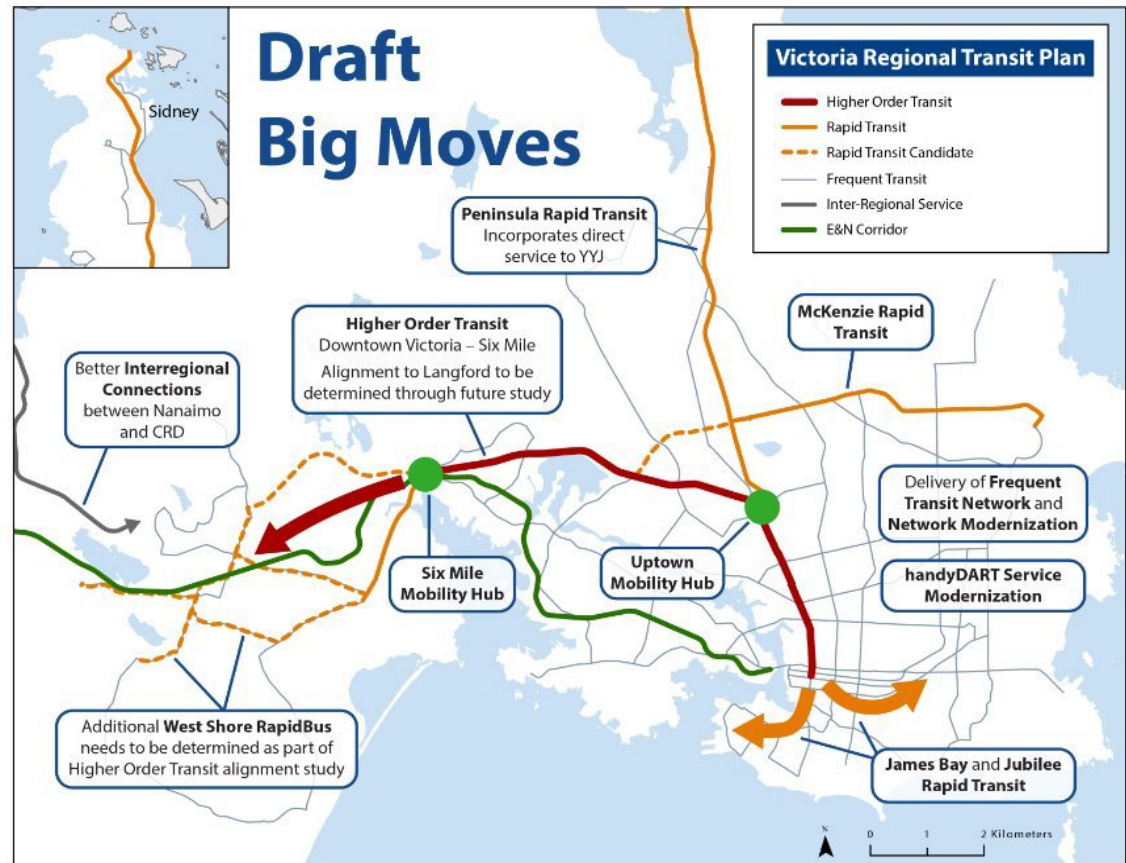 Draft
Big Moves
Sidney
Victoria Regional Transit Plan
Higher Order Transit
Rapid Transit
Rapid Transit Candidate
Frequent Transit
Inter-Regional Service
E&N Corridor
Peninsula Rapid Transit
Incorporates direct
service to YYJ
McKenzie Rapid
Transit
Higher Order Transit
Downtown Victoria – Six Mile
Alignment to Langford to be
determined through future study
Better Interregional
Connections
between Nanaimo
and CRD
Delivery of Frequent
Transit Network and
Network Modernization
handyDART Service
Modernization
Six Mile
Mobility Hub
Uptown
Mobility Hub
Additional West Shore RapidBus
needs to be determined as part of
Higher Order Transit alignment study
James Bay and Jubilee
Rapid Transit
N
0 1 2 Kilometers